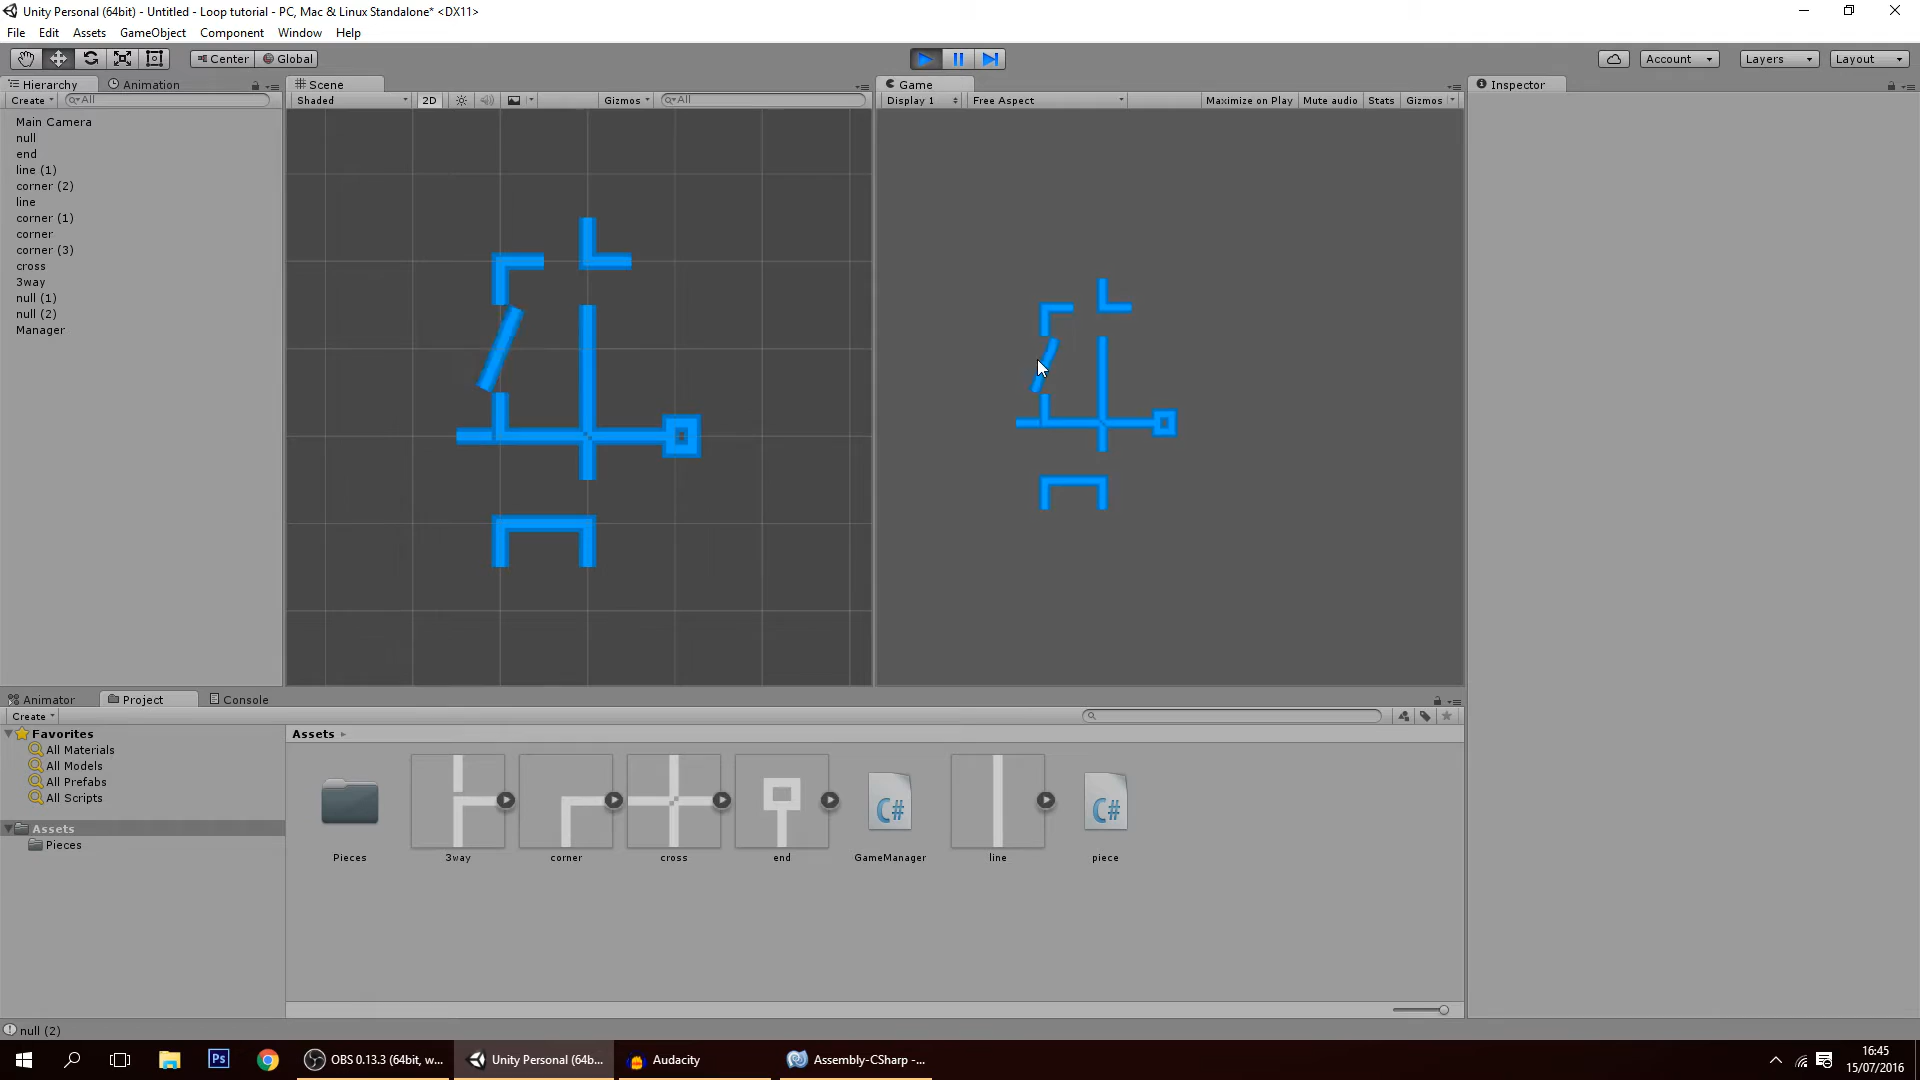 Unity Personal (64bit) - Untitled - Loop tutorial - PC, Mac & Linux Standalone* <DX11>
File Edit Assets GameObject Component Window Help
Center Global Account Layers Layout
Hierarchy Animation Scene Game Inspector
Create All Shaded 2D Gizmos All Display 1 Free Aspect Maximize on Play Mute audio Stats Gizmos
Main Camera
null
end
line (1)
corner (2)
line
corner (1)
corner
corner (3)
cross
3way
null (1)
null (2)
Manager
Animator Project Console
Create
Favorites
All Materials
All Models
All Prefabs
All Scripts
Assets
Pieces
Assets
C# C#
Pieces 3way corner cross end GameManager line piece
null (2)
Ps OBS 0.13.3 (64bit, w... Unity Personal (64b... Audacity Assembly-CSharp -...
16:45
15/07/2016